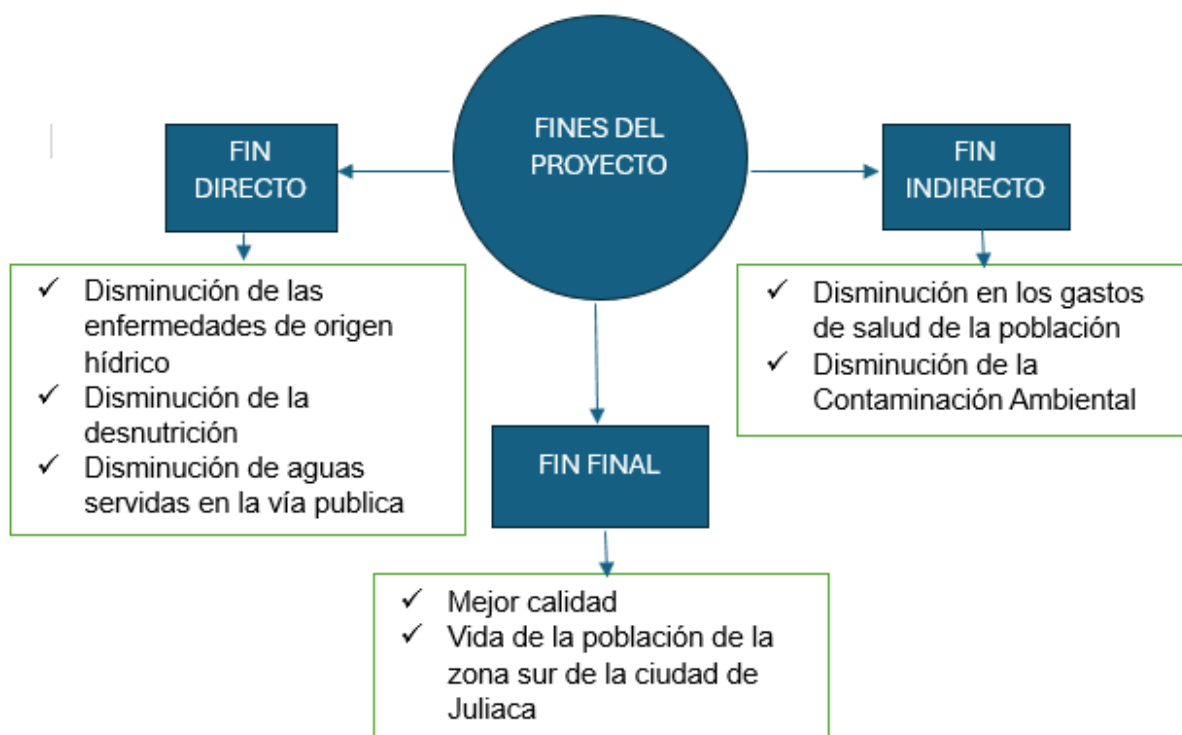 FINES DEL
PROYECTO
FIN
DIRECTO
✓ Disminución de las
enfermedades de origen
hídrico
✓ Disminución de la
desnutrición
✓ Disminución de aguas
servidas en la vía publica
FIN
INDIRECTO
✓ Disminución en los gastos
de salud de la población
✓ Disminución de la
Contaminación Ambiental
FIN FINAL
✓ Mejor calidad
✓ Vida de la población de la
zona sur de la ciudad de
Juliaca